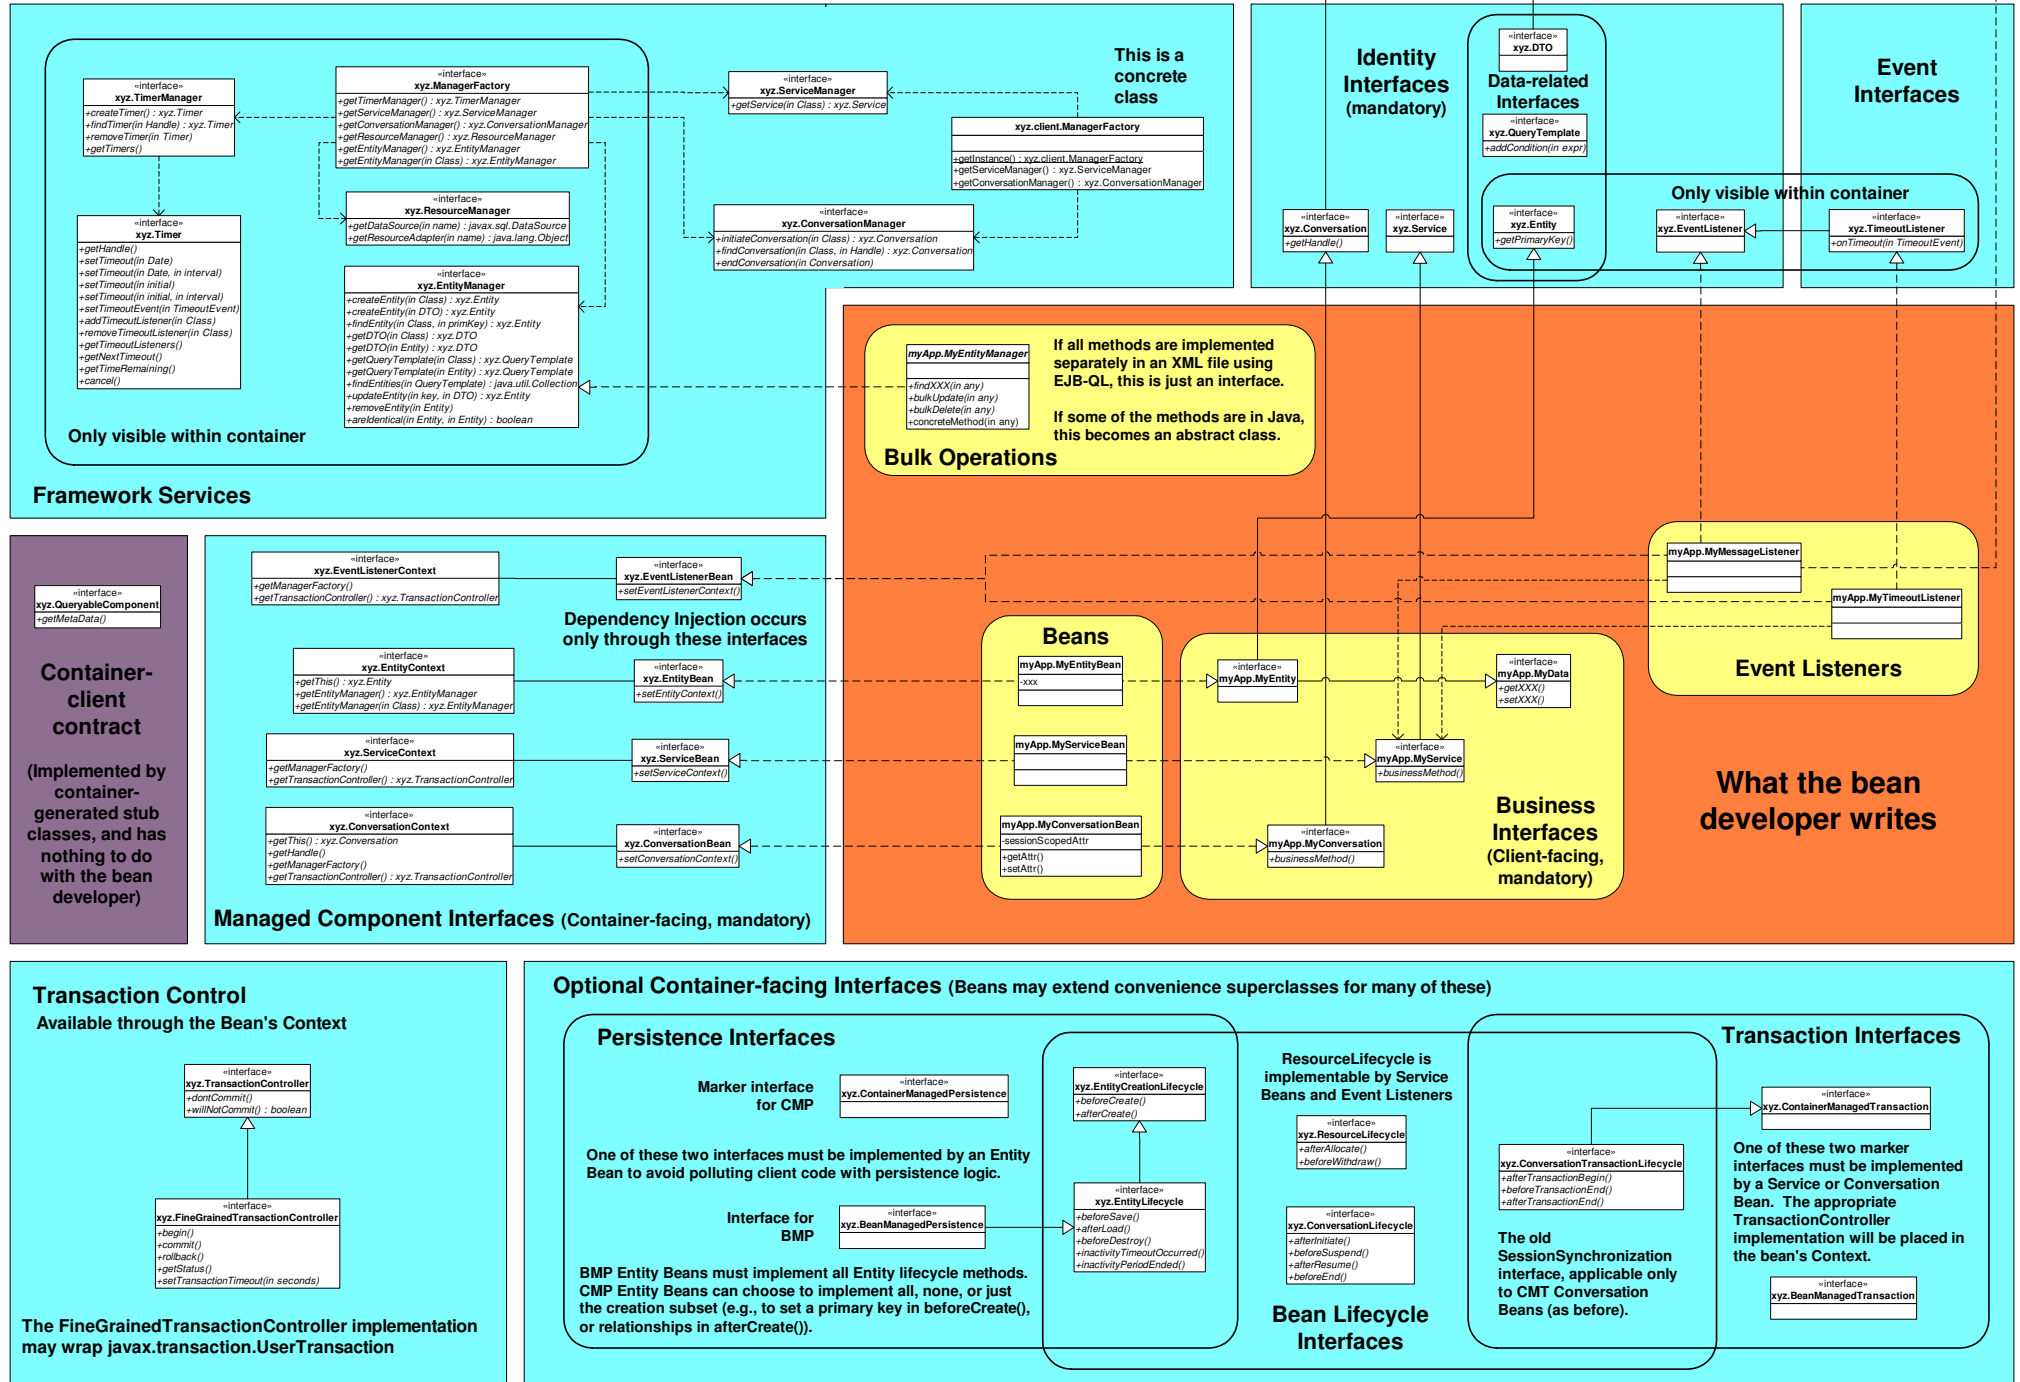 «interface»
xyz.TimerManager
+createTimer() : xyz.Timer
+findTimer(in Handle) : xyz.Timer
+removeTimer(in Timer)
+getTimers()
«interface»
xyz.ManagerFactory
+getTimerManager() : xyz.TimerManager
+getServiceManager() : xyz.ServiceManager
+getConversationManager() : xyz.ConversationManager
+getResourceManager() : xyz.ResourceManager
+getEntityManager() : xyz.EntityManager
+getEntityManager(in Class) : xyz.EntityManager
«interface»
xyz.ServiceManager
+getService(in Class) : xyz.Service
This is a
concrete
class
xyz.client.ManagerFactory
+getInstance() : xyz.client.ManagerFactory
+getServiceManager() : xyz.ServiceManager
+getConversationManager() : xyz.ConversationManager
«interface»
xyz.ResourceManager
+getDataSource(in name) : javax.sql.DataSource
+getResourceAdapter(in name) : java.lang.Object
«interface»
xyz.ConversationManager
+initiateConversation(in Class) : xyz.Conversation
+findConversation(in Class, in Handle) : xyz.Conversation
+endConversation(in Conversation)
«interface»
xyz.Timer
+getHandle()
+setTimeout(in Date)
+setTimeout(in Date, in interval)
+setTimeout(in initial)
+setTimeout(in initial, in interval)
+setTimeoutEvent(in TimeoutEvent)
+addTimeoutListener(in Class)
+removeTimeoutListener(in Class)
+getTimeoutListeners()
+getNextTimeout()
+getTimeRemaining()
+cancel()
«interface»
xyz.EntityManager
+createEntity(in Class) : xyz.Entity
+createEntity(in DTO) : xyz.Entity
+findEntity(in Class, in primKey) : xyz.Entity
+getDTO(in Class) : xyz.DTO
+getDTO(in Entity) : xyz.DTO
+getQueryTemplate(in Class) : xyz.QueryTemplate
+getQueryTemplate(in Entity) : xyz.QueryTemplate
+findEntities(in QueryTemplate) : java.util.Collection
+updateEntity(in key, in DTO) : xyz.Entity
+removeEntity(in Entity)
+areIdentical(in Entity, in Entity) : boolean
Only visible within container
Framework Services
Identity
Interfaces
(mandatory)
«interface»
xyz.DTO
Data-related
Interfaces
«interface»
xyz.QueryTemplate
+addCondition(in expr)
Event
Interfaces
Only visible within container
«interface»
xyz.Conversation
+getHandle()
«interface»
xyz.Service
«interface»
xyz.Entity
+getPrimaryKey()
«interface»
xyz.EventListener
«interface»
xyz.TimeoutListener
+onTimeout(in TimeoutEvent)
myApp.MyEntityManager
+findXXX(in any)
+bulkUpdate(in any)
+bulkDelete(in any)
+concreteMethod(in any)
If all methods are implemented
separately in an XML file using
EJB-QL, this is just an interface.
If some of the methods are in Java,
this becomes an abstract class.
Bulk Operations
«interface»
xyz.QueryableComponent
+getMetaData()
Container-
client
contract
(Implemented by
container-
generated stub
classes, and has
nothing to do
with the bean
developer)
«interface»
xyz.EventListenerContext
+getManagerFactory()
+getTransactionController() : xyz.TransactionController
«interface»
xyz.EventListenerBean
+setEventListenerContext()
Dependency Injection occurs
only through these interfaces
«interface»
xyz.EntityContext
+getThis() : xyz.Entity
+getEntityManager() : xyz.EntityManager
+getEntityManager(in Class) : xyz.EntityManager
«interface»
xyz.EntityBean
+setEntityContext()
«interface»
xyz.ServiceContext
+getManagerFactory()
+getTransactionController() : xyz.TransactionController
«interface»
xyz.ServiceBean
+setServiceContext()
«interface»
xyz.ConversationContext
+getThis() : xyz.Conversation
+getHandle()
+getManagerFactory()
+getTransactionController() : xyz.TransactionController
«interface»
xyz.ConversationBean
+setConversationContext()
Managed Component Interfaces (Container-facing, mandatory)
Beans
myApp.MyEntityBean
-xxx
myApp.MyServiceBean
myApp.MyConversationBean
-sessionScopedAttr
+getAttr()
+setAttr()
«interface»
myApp.MyEntity
«interface»
myApp.MyData
+getXXX()
+setXXX()
«interface»
myApp.MyService
+businessMethod()
«interface»
myApp.MyConversation
+businessMethod()
Business
Interfaces
(Client-facing,
mandatory)
myApp.MyMessageListener
myApp.MyTimeoutListener
Event Listeners
What the bean
developer writes
Transaction Control
Available through the Bean's Context
«interface»
xyz.TransactionController
+dontCommit()
+willNotCommit() : boolean
«interface»
xyz.FineGrainedTransactionController
+begin()
+commit()
+rollback()
+getStatus()
+setTransactionTimeout(in seconds)
The FineGrainedTransactionController implementation
may wrap javax.transaction.UserTransaction
Optional Container-facing Interfaces (Beans may extend convenience superclasses for many of these)
Persistence Interfaces
Marker interface
for CMP
«interface»
xyz.ContainerManagedPersistence
One of these two interfaces must be implemented by an Entity
Bean to avoid polluting client code with persistence logic.
Interface for
BMP
«interface»
xyz.BeanManagedPersistence
BMP Entity Beans must implement all Entity lifecycle methods.
CMP Entity Beans can choose to implement all, none, or just
the creation subset (e.g., to set a primary key in beforeCreate(),
or relationships in afterCreate()).
«interface»
xyz.EntityCreationLifecycle
+beforeCreate()
+afterCreate()
«interface»
xyz.EntityLifecycle
+beforeSave()
+afterLoad()
+beforeDestroy()
+inactivityTimeoutOccurred()
+inactivityPeriodEnded()
ResourceLifecycle is
implementable by Service
Beans and Event Listeners
«interface»
xyz.ResourceLifecycle
+afterAllocate()
+beforeWithdraw()
«interface»
xyz.ConversationLifecycle
+afterInitiate()
+beforeSuspend()
+afterResume()
+beforeEnd()
Bean Lifecycle
Interfaces
Transaction Interfaces
«interface»
xyz.ContainerManagedTransaction
«interface»
xyz.ConversationTransactionLifecycle
+afterTransactionBegin()
+beforeTransactionEnd()
+afterTransactionEnd()
The old
SessionSynchronization
interface, applicable only
to CMT Conversation
Beans (as before).
One of these two marker
interfaces must be implemented
by a Service or Conversation
Bean. The appropriate
TransactionController
implementation will be placed in
the bean's Context.
«interface»
xyz.BeanManagedTransaction